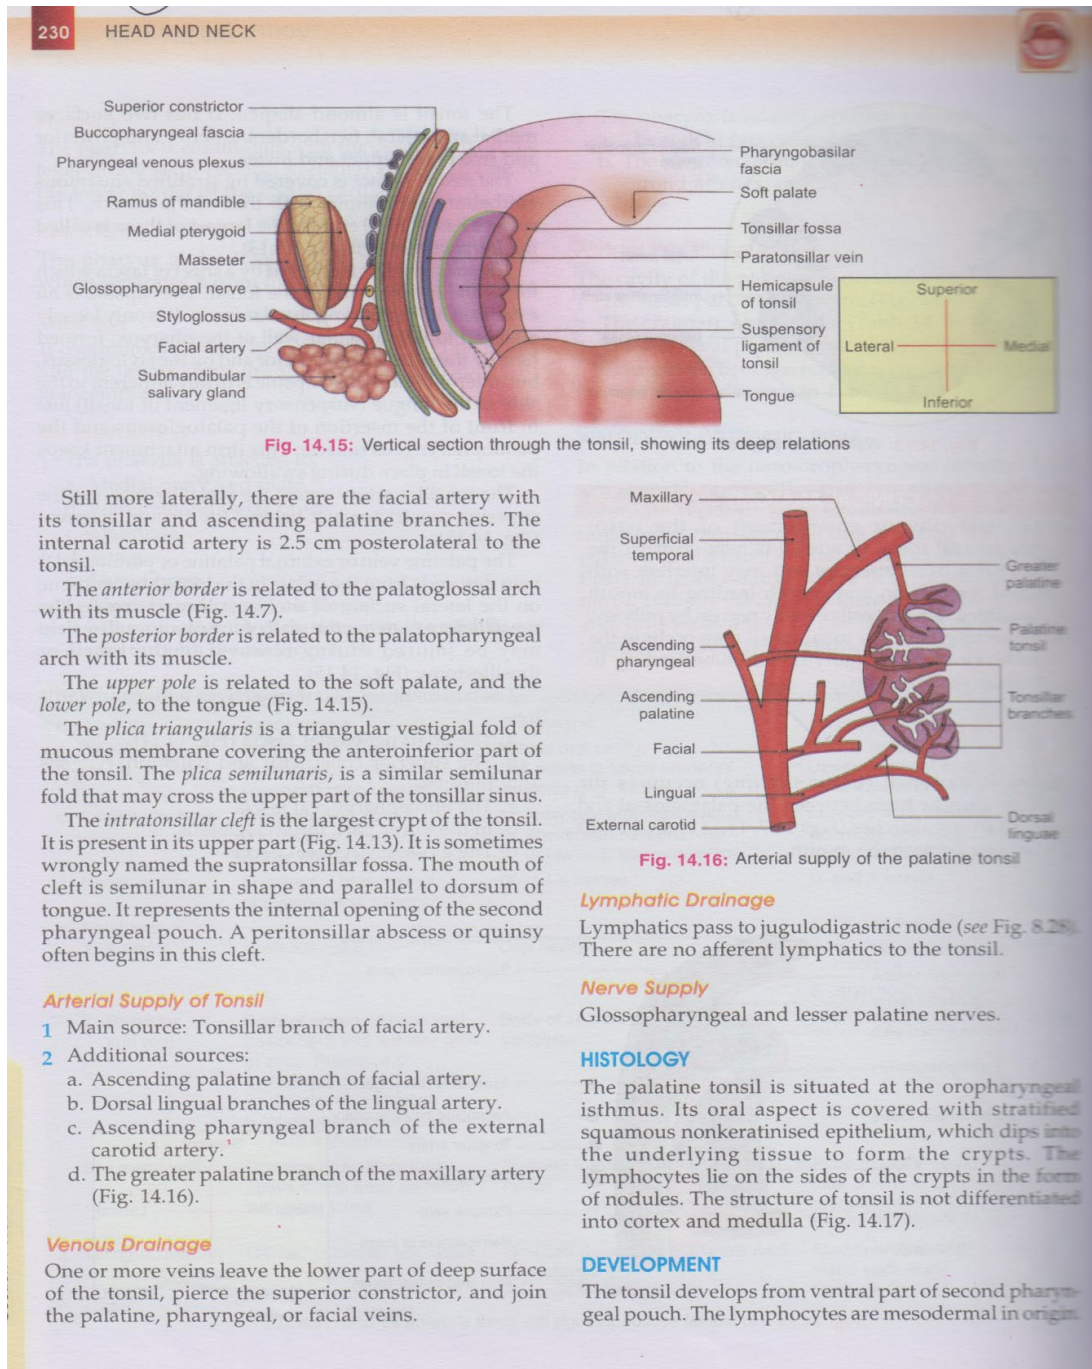 230
HEAD AND NECK
Superior constrictor
Buccopharyngeal fascia
Pharyngeal venous plexus
Ramus of mandible
Medial pterygoid
Masseter
Glossopharyngeal nerve
Styloglossus
Facial artery
Submandibular
salivary gland
Pharyngobasilar
fascia
Soft palate
Tonsillar fossa
Paratonsillar vein
Hemicapsule
of tonsil
Suspensory
ligament of
tonsil
Tongue
Superior
Lateral
Medial
Inferior
Fig. 14.15: Vertical section through the tonsil, showing its deep relations
Still more laterally, there are the facial artery with
its tonsillar and ascending palatine branches. The
internal carotid artery is 2.5 cm posterolateral to the
tonsil.
The anterior border is related to the palatoglossal arch
with its muscle (Fig. 14.7).
The posterior border is related to the palatopharyngeal
arch with its muscle.
The upper pole is related to the soft palate, and the
lower pole, to the tongue (Fig. 14.15).
The plica triangularis is a triangular vestigial fold of
mucous membrane covering the anteroinferior part of
the tonsil. The plica semilunaris, is a similar semilunar
fold that may cross the upper part of the tonsillar sinus.
The intratonsillar cleft is the largest crypt of the tonsil.
It is present in its upper part (Fig. 14.13). It is sometimes
wrongly named the supratonsillar fossa. The mouth of
cleft is semilunar in shape and parallel to dorsum of
tongue. It represents the internal opening of the second
pharyngeal pouch. A peritonsillar abscess or quinsy
often begins in this cleft.
Arterial Supply of Tonsil
1 Main source: Tonsillar branch of facial artery.
2 Additional sources:
a. Ascending palatine branch of facial artery.
b. Dorsal lingual branches of the lingual artery.
c. Ascending pharyngeal branch of the external
carotid artery.
d. The greater palatine branch of the maxillary artery
(Fig. 14.16).
Venous Drainage
One or more veins leave the lower part of deep surface
of the tonsil, pierce the superior constrictor, and join
the palatine, pharyngeal, or facial veins.
Maxillary
Superficial
temporal
Ascending
pharyngeal
Ascending
palatine
Facial
Lingual
External carotid
Greater
palatine
Palatine
tonsil
Tonsillar
branches
Dorsal
linguae
Fig. 14.16: Arterial supply of the palatine tonsil
Lymphatic Drainage
Lymphatics pass to jugulodigastric node (see Fig. 8.28).
There are no afferent lymphatics to the tonsil.
Nerve Supply
Glossopharyngeal and lesser palatine nerves.
HISTOLOGY
The palatine tonsil is situated at the oropharyngeal
isthmus. Its oral aspect is covered with stratified
squamous nonkeratinised epithelium, which dips into
the underlying tissue to form the crypts. The
lymphocytes lie on the sides of the crypts in the form
of nodules. The structure of tonsil is not differentiated
into cortex and medulla (Fig. 14.17).
DEVELOPMENT
The tonsil develops from ventral part of second pharyn-
geal pouch. The lymphocytes are mesodermal in origin.